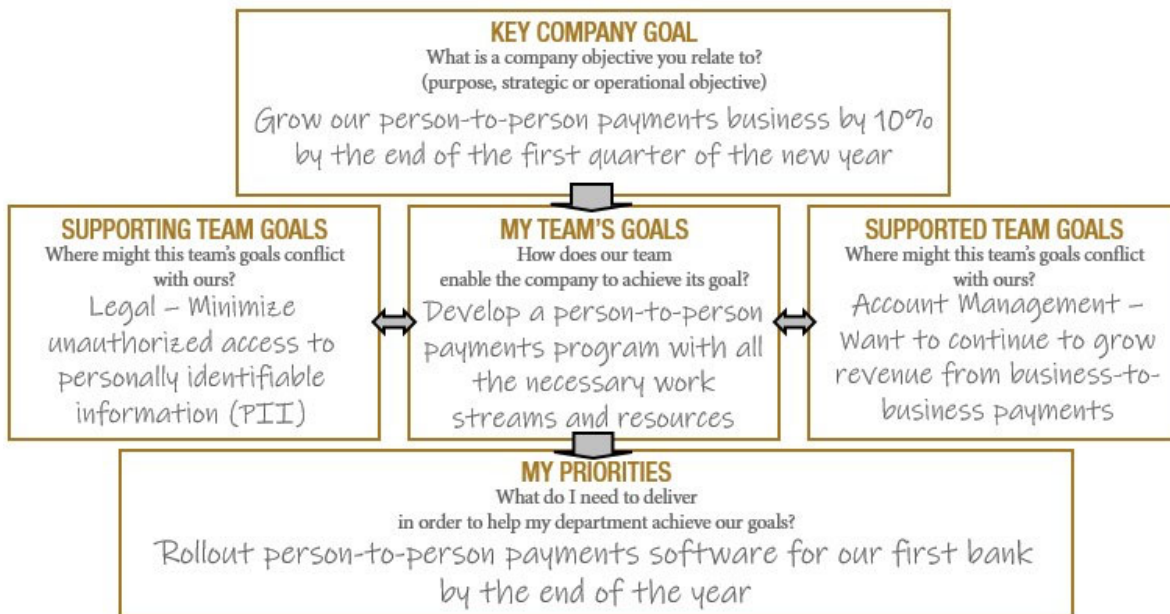 KEY COMPANY GOAL
What is a company objective you relate to?
(purpose, strategic or operational objective)
Grow our person-to-person payments business by 10%
by the end of the first quarter of the new year
SUPPORTING TEAM GOALS
Where might this team's goals conflict
with ours?
Legal – Minimize
unauthorized access to
personally identifiable
information (PII)
MY TEAM'S GOALS
How does our team
enable the company to achieve its goal?
Develop a person-to-person
payments program with all
the necessary work
streams and resources
SUPPORTED TEAM GOALS
Where might this team's goals conflict
with ours?
Account Management –
Want to continue to grow
revenue from business-to-
business payments
MY PRIORITIES
What do I need to deliver
in order to help my department achieve our goals?
Rollout person-to-person payments software for our first bank
by the end of the year